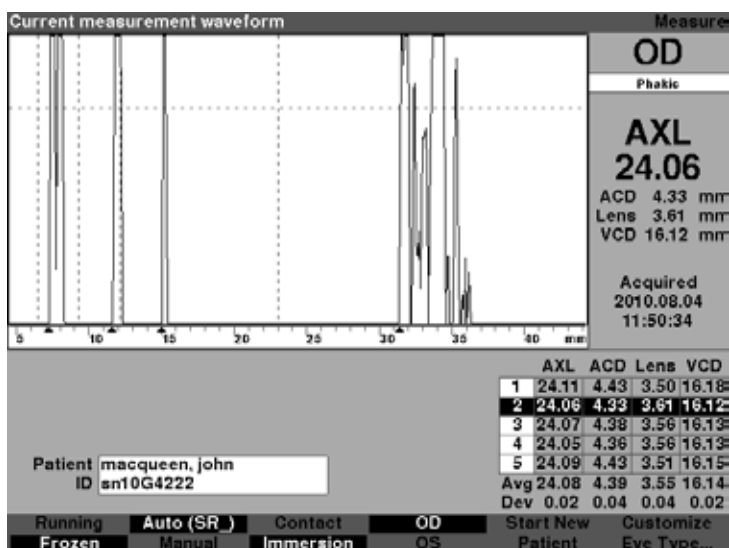 Current measurement waveform Measure
OD
Phakic
AXL
24.06
ACD 4.33 mm
Lens 3.61 mm
VCD 16.12 mm
Acquired
2010.08.04
11:50:34
5 10 15 20 25 30 35 40 mm
AXL ACD Lens VCD
1 24.11 4.43 3.50 16.18
2 24.06 4.33 3.61 16.12
3 24.07 4.38 3.56 16.13
4 24.05 4.36 3.56 16.13
5 24.09 4.43 3.51 16.15
Avg 24.08 4.39 3.55 16.14
Dev 0.02 0.04 0.04 0.02
Patient macqueen, john
ID sn10G4222
Running Auto (SR_) Contact OD Start New Customize
Frozen Manual Immersion OS Patient Eye Type...